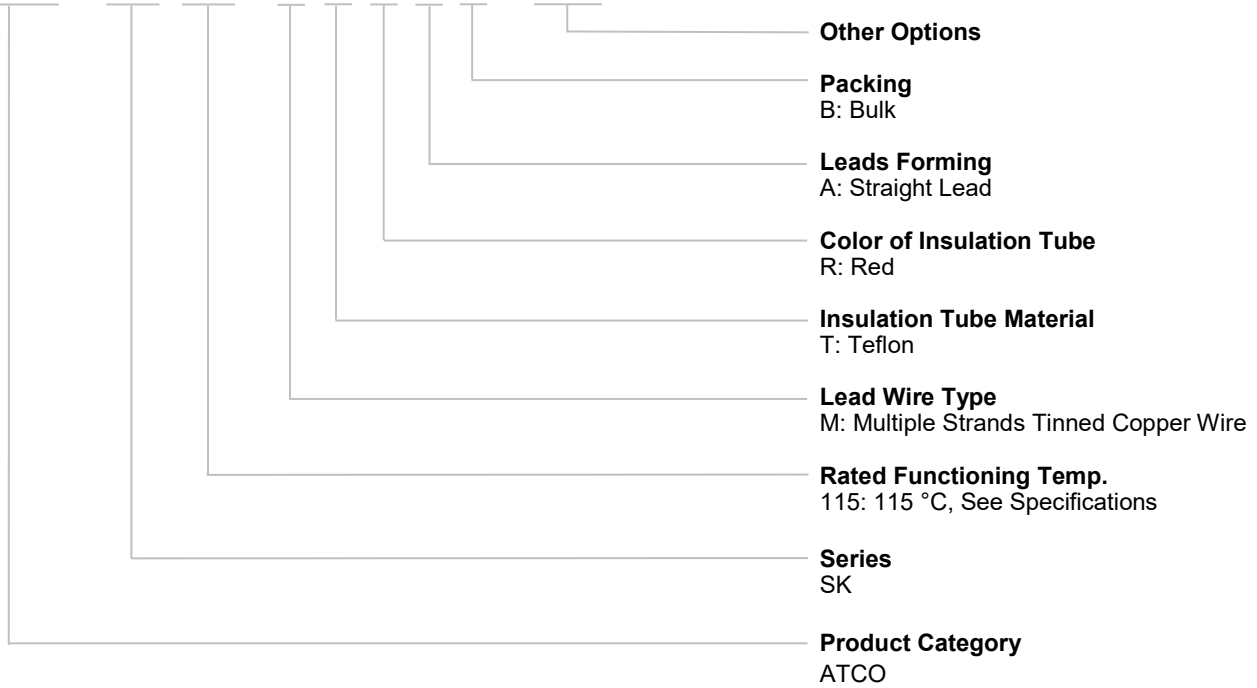 Other Options
Packing
B: Bulk
Leads Forming
A: Straight Lead
Color of Insulation Tube
R: Red
Insulation Tube Material
T: Teflon
Lead Wire Type
M: Multiple Strands Tinned Copper Wire
Rated Functioning Temp.
115: 115 °C, See Specifications
Series
SK
Product Category
ATCO